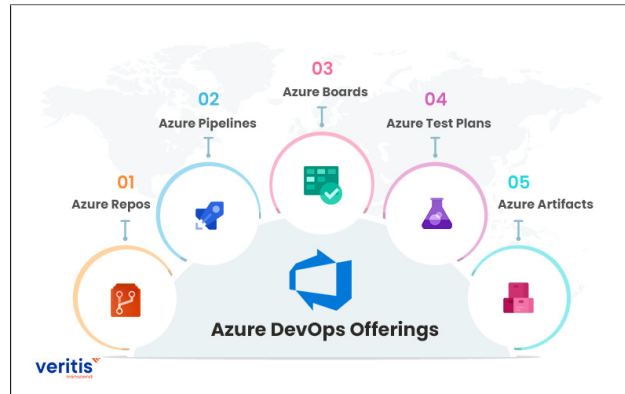 01
Azure Repos
02
Azure Pipelines
03
Azure Boards
04
Azure Test Plans
05
Azure Artifacts
Azure DevOps Offerings
veritis
transcend